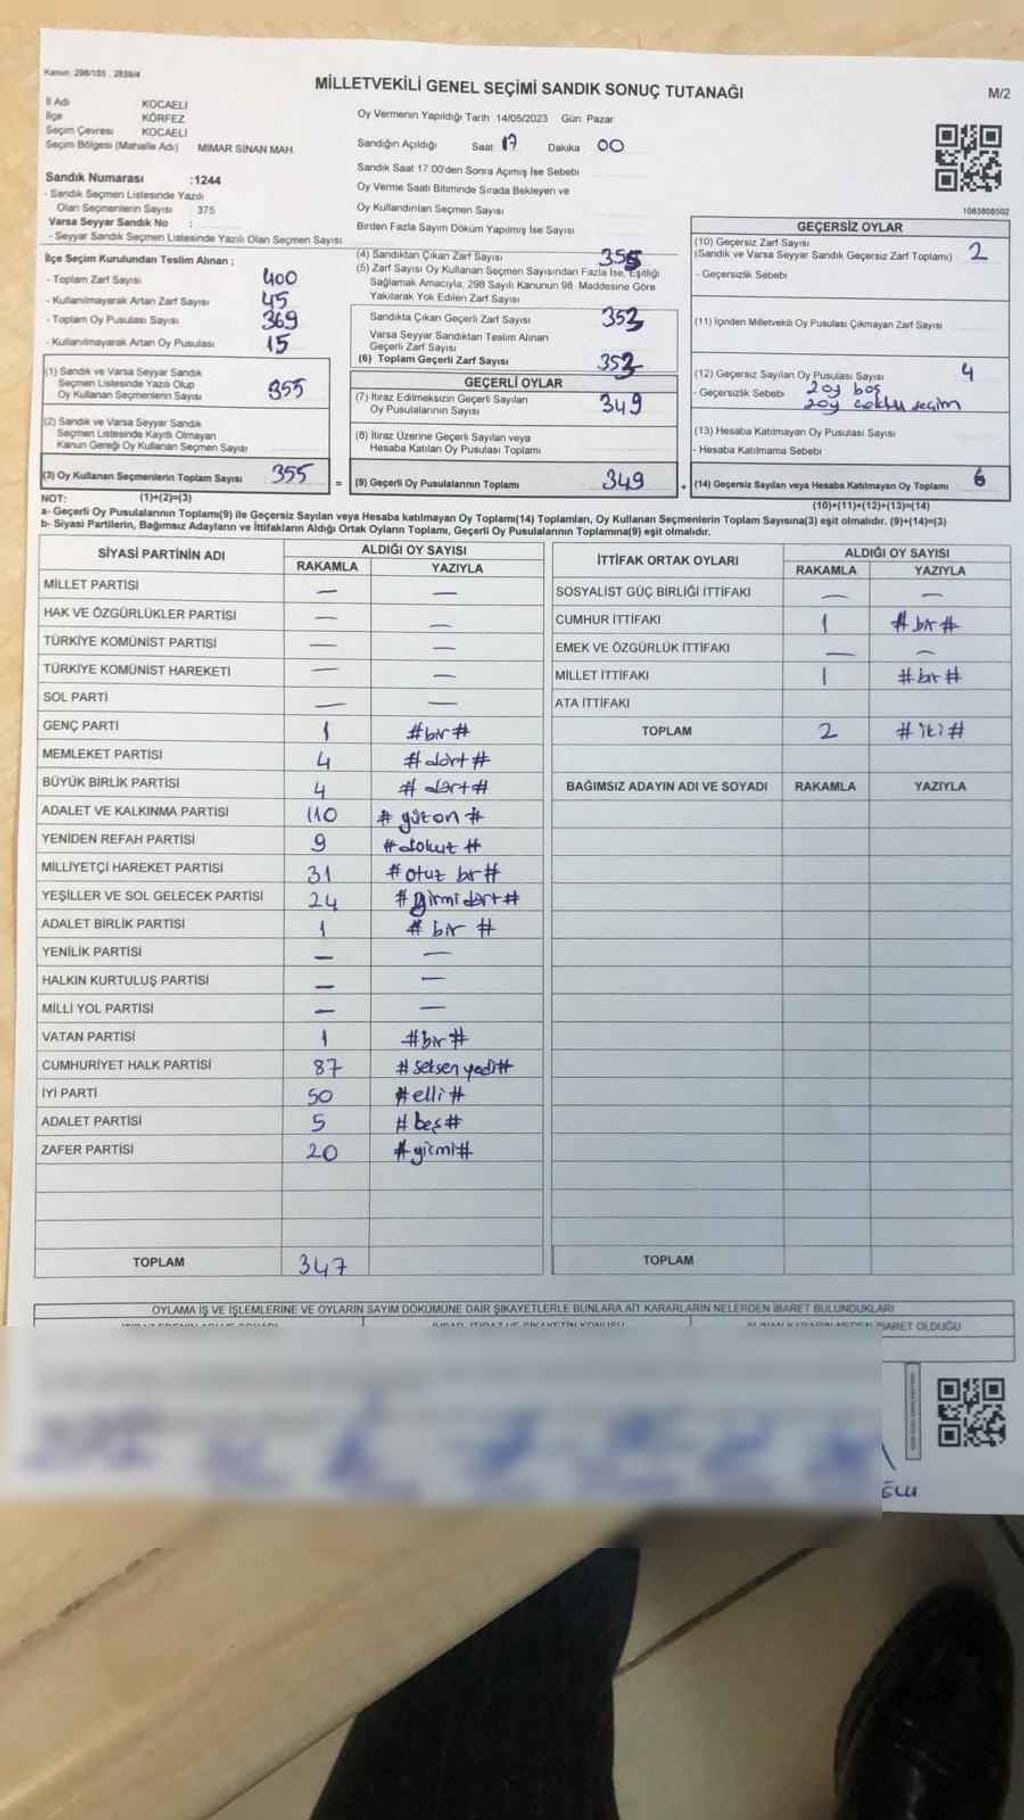 Kanun: 298/105 , 2839/4
MİLLETVEKİLİ GENEL SEÇİMİ SANDIK SONUÇ TUTANAĞI
M/2
İl Adı KOCAELİ
İlçe KÖRFEZ
Seçim Çevresi KOCAELİ
Seçim Bölgesi (Mahalle Adı) MİMAR SİNAN MAH.
Sandık Numarası :1244
- Sandık Seçmen Listesinde Yazılı
Olan Seçmenlerin Sayısı 375
Varsa Seyyar Sandık No :
- Seyyar Sandık Seçmen Listesinde Yazılı Olan Seçmen Sayısı
Oy Vermenin Yapıldığı Tarih 14/05/2023 Gün: Pazar
Sandığın Açıldığı Saat 17 Dakika 00
Sandık Saat 17:00'den Sonra Açımış İse Sebebi
Oy Verme Saati Bitiminde Sırada Bekleyen ve
Oy Kullandırılan Seçmen Sayısı
Birden Fazla Sayım Döküm Yapılmış İse Sayısı
1083808502
İlçe Seçim Kurulundan Teslim Alınan ;
- Toplam Zarf Sayısı 400
- Kullanılmayarak Artan Zarf Sayısı 45
- Toplam Oy Pusulası Sayısı 369
- Kullanılmayarak Artan Oy Pusulası 15
(1) Sandık ve Varsa Seyyar Sandık
Seçmen Listesinde Yazılı Olup
Oy Kullanan Seçmenlerin Sayısı 355
(2) Sandık ve Varsa Seyyar Sandık
Seçmen Listesinde Kayıtlı Olmayan
Kanun Gereği Oy Kullanan Seçmen Sayısı
(3) Oy Kullanan Seçmenlerin Toplam Sayısı 355 =
(4) Sandıktan Çıkan Zarf Sayısı 355
(5) Zarf Sayısı Oy Kullanan Seçmen Sayısından Fazla İse, Eşitliği
Sağlamak Amacıyla, 298 Sayılı Kanunun 98. Maddesine Göre
Yakılarak Yok Edilen Zarf Sayısı
Sandıkta Çıkan Geçerli Zarf Sayısı 353
Varsa Seyyar Sandıktan Teslim Alınan
Geçerli Zarf Sayısı
(6) Toplam Geçerli Zarf Sayısı 353
GEÇERLİ OYLAR
(7) İtiraz Edilmeksizin Geçerli Sayılan
Oy Pusulalarının Sayısı 349
(8) İtiraz Üzerine Geçerli Sayılan veya
Hesaba Katılan Oy Pusulası Toplamı
(9) Geçerli Oy Pusulalarının Toplamı 349 +
GEÇERSİZ OYLAR
(10) Geçersiz Zarf Sayısı 2
(Sandık ve Varsa Seyyar Sandık Geçersiz Zarf Toplamı)
- Geçersizlik Sebebi
(11) İçinden Milletvekili Oy Pusulası Çıkmayan Zarf Sayısı
(12) Geçersiz Sayılan Oy Pusulası Sayısı 4
- Geçersizlik Sebebi 2oy boş
2oy çoklu seçim
(13) Hesaba Katılmayan Oy Pusulası Sayısı
- Hesaba Katılmama Sebebi
(14) Geçersiz Sayılan veya Hesaba Katılmayan Oy Toplamı 6
NOT: (1)+(2)=(3)
(10)+(11)+(12)+(13)=(14)
a- Geçerli Oy Pusulalarının Toplamı(9) ile Geçersiz Sayılan veya Hesaba katılmayan Oy Toplamı(14) Toplamları, Oy Kullanan Seçmenlerin Toplam Sayısına(3) eşit olmalıdır. (9)+(14)=(3)
b- Siyasi Partilerin, Bağımsız Adayların ve İttifakların Aldığı Ortak Oyların Toplamı, Geçerli Oy Pusulalarının Toplamına(9) eşit olmalıdır.
SİYASİ PARTİNİN ADI ALDIĞI OY SAYISI
RAKAMLA YAZIYLA
MİLLET PARTİSİ — —
HAK VE ÖZGÜRLÜKLER PARTİSİ — —
TÜRKİYE KOMÜNİST PARTİSİ — —
TÜRKİYE KOMÜNİST HAREKETİ — —
SOL PARTİ — —
GENÇ PARTİ 1 #bir#
MEMLEKET PARTİSİ 4 #dört#
BÜYÜK BİRLİK PARTİSİ 4 #dört#
ADALET VE KALKINMA PARTİSİ 110 #yüzon#
YENİDEN REFAH PARTİSİ 9 #dokuz#
MİLLİYETÇİ HAREKET PARTİSİ 31 #otuz bir#
YEŞİLLER VE SOL GELECEK PARTİSİ 24 #yirmidört#
ADALET BİRLİK PARTİSİ 1 #bir#
YENİLİK PARTİSİ — —
HALKIN KURTULUŞ PARTİSİ — —
MİLLİ YOL PARTİSİ — —
VATAN PARTİSİ 1 #bir#
CUMHURİYET HALK PARTİSİ 87 #seksen yedi#
İYİ PARTİ 50 #elli#
ADALET PARTİSİ 5 #beş#
ZAFER PARTİSİ 20 #yirmi#
TOPLAM 347
İTTİFAK ORTAK OYLARI ALDIĞI OY SAYISI
RAKAMLA YAZIYLA
SOSYALİST GÜÇ BİRLİĞİ İTTİFAKI — —
CUMHUR İTTİFAKI 1 #bir#
EMEK VE ÖZGÜRLÜK İTTİFAKI — —
MİLLET İTTİFAKI 1 #bir#
ATA İTTİFAKI
TOPLAM 2 #iki#
BAĞIMSIZ ADAYIN ADI VE SOYADI RAKAMLA YAZIYLA
TOPLAM
OYLAMA İŞ VE İŞLEMLERİNE VE OYLARIN SAYIM DÖKÜMÜNE DAİR ŞİKAYETLERLE BUNLARA AİT KARARLARIN NELERDEN İBARET BULUNDUKLARI
İBARET OLDUĞU